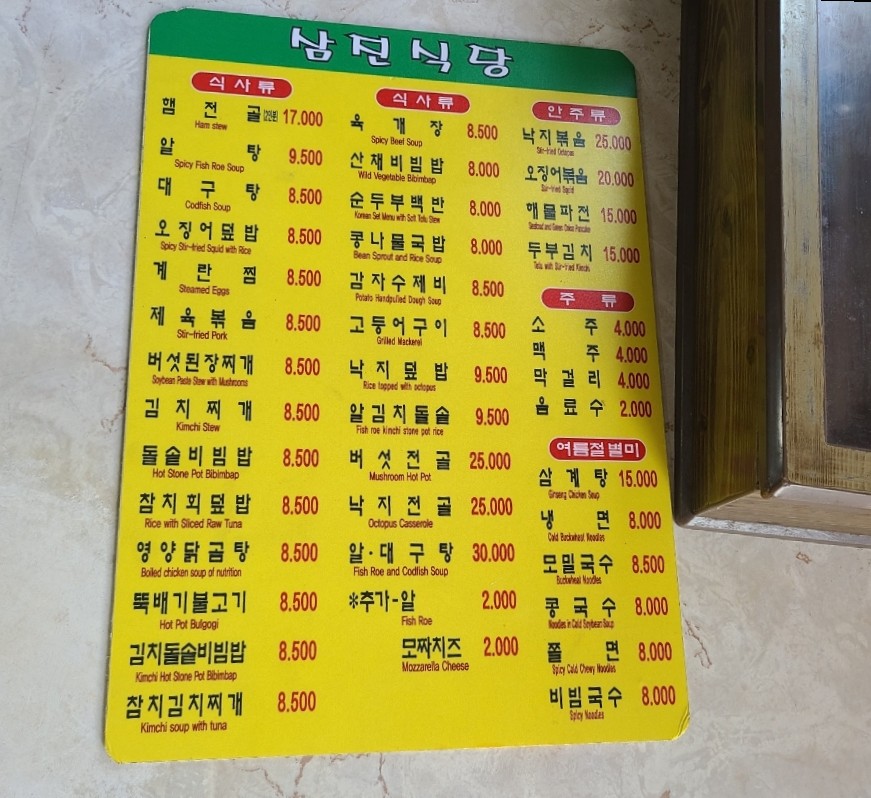 삼진식당
식사류
햄전골(2인분) 17.000
Ham stew
알탕 9.500
Spicy Fish Roe Soup
대구탕 8.500
Codfish Soup
오징어덮밥 8.500
Spicy Stir-fried Squid with Rice
계란찜 8.500
Steamed Eggs
제육볶음 8.500
Stir-fried Pork
버섯된장찌개 8.500
Soybean Paste Stew with Mushrooms
김치찌개 8.500
Kimchi Stew
돌솥비빔밥 8.500
Hot Stone Pot Bibimbap
참치회덮밥 8.500
Rice with Sliced Raw Tuna
영양닭곰탕 8.500
Boiled chicken soup of nutrition
뚝배기불고기 8.500
Hot Pot Bulgogi
김치돌솥비빔밥 8.500
Kimchi Hot Stone Pot Bibimbap
참치김치찌개 8.500
Kimchi soup with tuna
식사류
육개장 8.500
Spicy Beef Soup
산채비빔밥 8.000
Wild Vegetable Bibimbap
순두부백반 8.000
Korean Set Menu with Soft Tofu Stew
콩나물국밥 8.000
Bean Sprout and Rice Soup
감자수제비 8.500
Potato Handpulled Dough Soup
고등어구이 8.500
Grilled Mackerel
낙지덮밥 9.500
Rice topped with octopus
알김치돌솥 9.500
Fish roe kimchi stone pot rice
버섯전골 25.000
Mushroom Hot Pot
낙지전골 25.000
Octopus Casserole
알·대구탕 30.000
Fish Roe and Codfish Soup
※추가-알 2.000
Fish Roe
모짜치즈 2.000
Mozzarella Cheese
안주류
낙지볶음 25.000
Stir-fried Octopus
오징어볶음 20.000
Stir-fried Squid
해물파전 15.000
Seafood and Green Onion Pancake
두부김치 15.000
Tofu with Stir-fried Kimchi
주류
소주 4.000
맥주 4.000
막걸리 4.000
음료수 2.000
여름철별미
삼계탕 15.000
Ginseng Chicken Soup
냉면 8.000
Cold Buckwheat Noodles
모밀국수 8.500
Buckwheat Noodles
콩국수 8.000
Noodles in Cold Soybean Soup
쫄면 8.000
Spicy Cold Chewy Noodles
비빔국수 8.000
Spicy Noodles